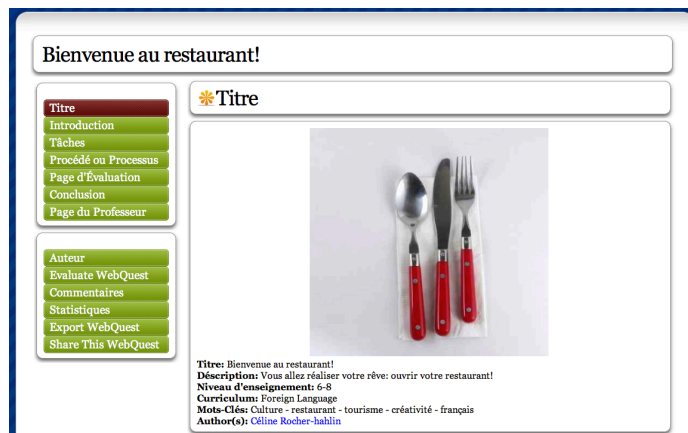 Bienvenue au restaurant!
Titre
Introduction
Tâches
Procédé ou Processus
Page d'Évaluation
Conclusion
Page du Professeur
Auteur
Evaluate WebQuest
Commentaires
Statistiques
Export WebQuest
Share This WebQuest
Titre
Titre: Bienvenue au restaurant!
Déscription: Vous allez réaliser votre rêve: ouvrir votre restaurant!
Niveau d'enseignement: 6-8
Curriculum: Foreign Language
Mots-Clés: Culture - restaurant - tourisme - créativité - français
Author(s): Céline Rocher-hahlin